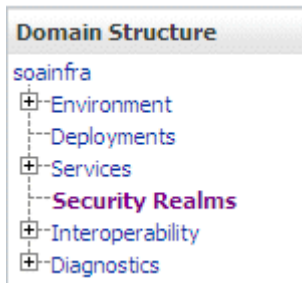 Domain Structure
soainfra
Environment
Deployments
Services
Security Realms
Interoperability
Diagnostics